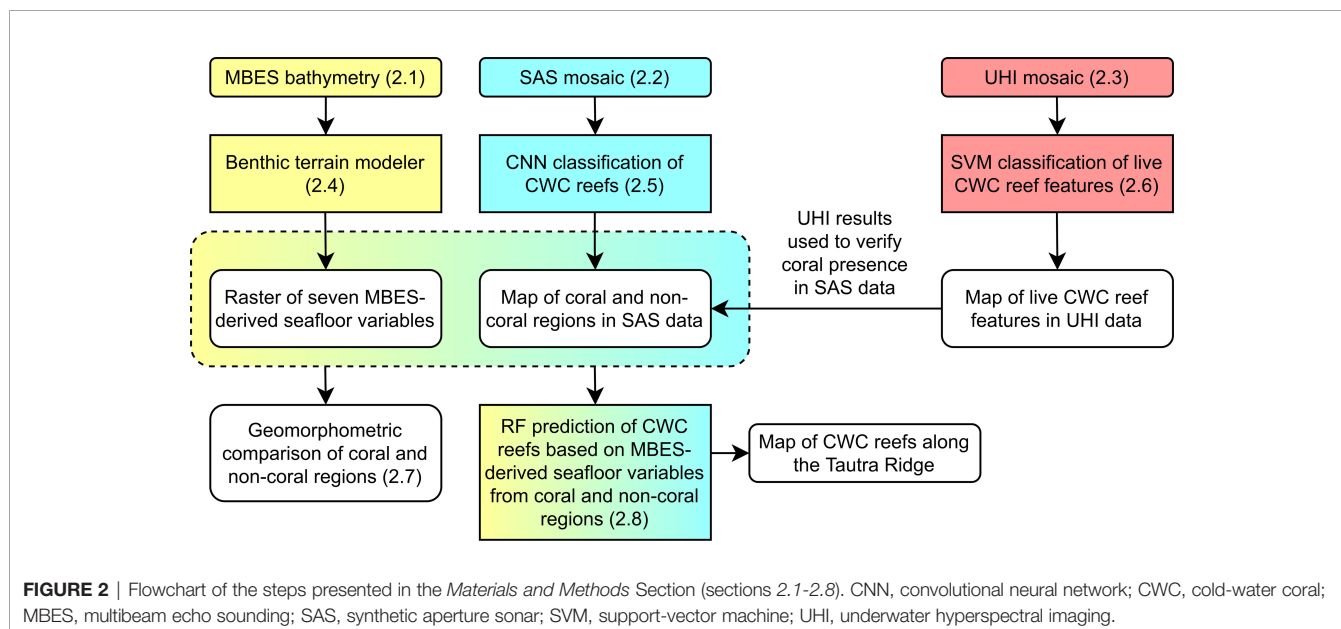 MBES bathymetry (2.1)
SAS mosaic (2.2)
UHI mosaic (2.3)
Benthic terrain modeler
(2.4)
CNN classification of
CWC reefs (2.5)
SVM classification of live
CWC reef features (2.6)
UHI results
used to verify
coral presence
in SAS data
Raster of seven MBES-
derived seafloor variables
Map of coral and non-
coral regions in SAS data
Map of live CWC reef
features in UHI data
Geomorphometric
comparison of coral and
non-coral regions (2.7)
RF prediction of CWC
reefs based on MBES-
derived seafloor variables
from coral and non-coral
regions (2.8)
Map of CWC reefs along
the Tautra Ridge
FIGURE 2 | Flowchart of the steps presented in the Materials and Methods Section (sections 2.1-2.8). CNN, convolutional neural network; CWC, cold-water coral;
MBES, multibeam echo sounding; SAS, synthetic aperture sonar; SVM, support-vector machine; UHI, underwater hyperspectral imaging.